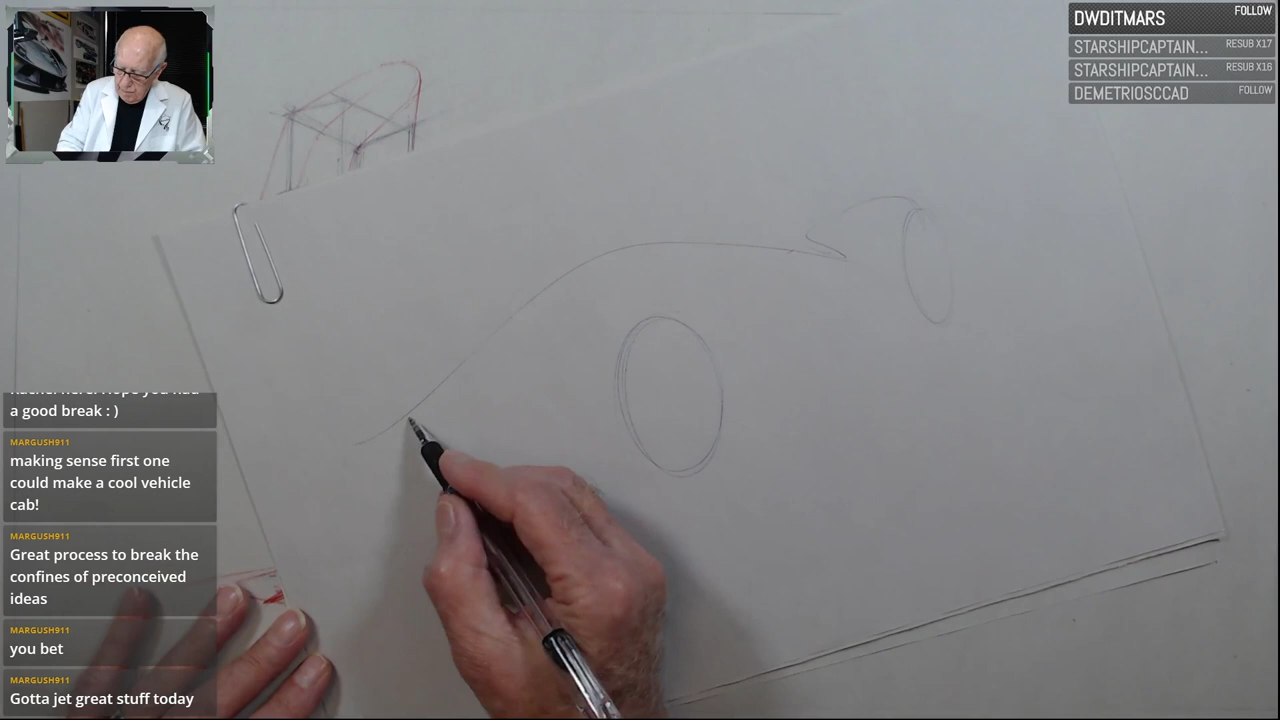 DWDITMARS FOLLOW
STARSHIPCAPTAIN... RESUB X17
STARSHIPCAPTAIN... RESUB X16
DEMETRIOSCCAD FOLLOW
a good break : )
MARGUSH911
making sense first one
could make a cool vehicle
cab!
MARGUSH911
Great process to break the
confines of preconceived
ideas
MARGUSH911
you bet
MARGUSH911
Gotta jet great stuff today